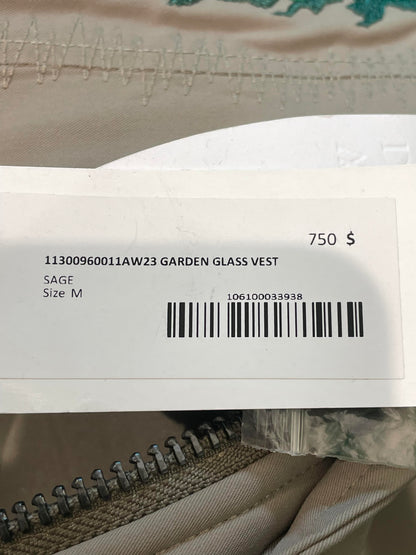 750 $
11300960011AW23 GARDEN GLASS VEST
SAGE
Size M
106100033938